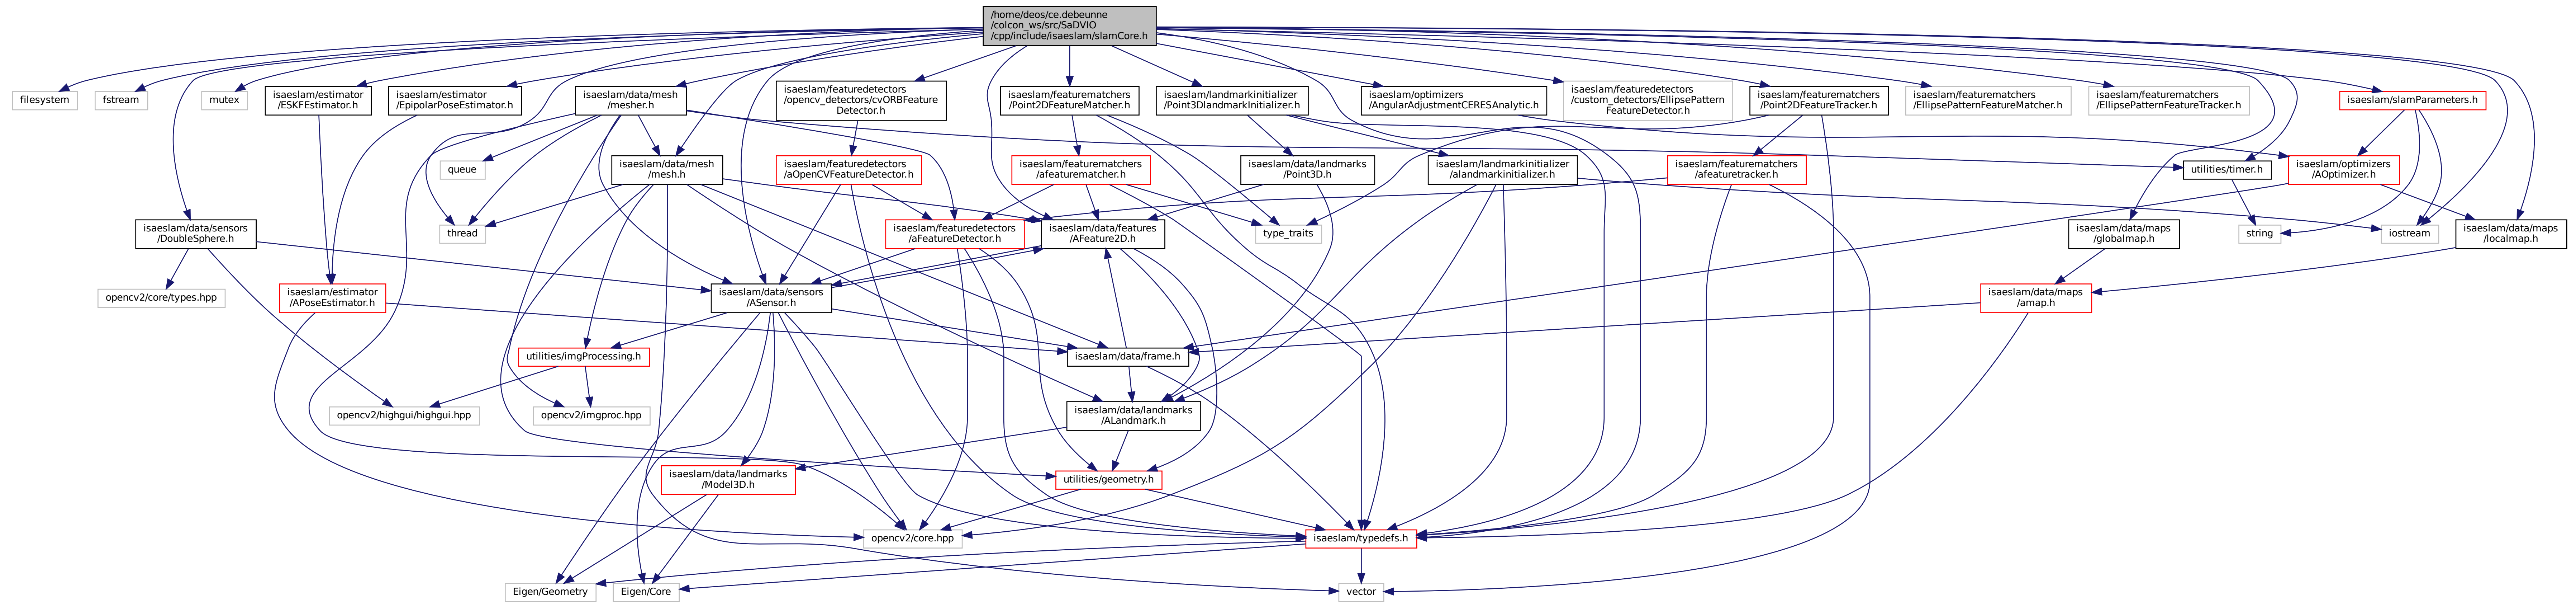 /home/deos/ce.debeunne
/colcon_ws/src/SaDVIO
/cpp/include/isaeslam/slamCore.h
filesystem
fstream
mutex
isaeslam/estimator
/ESKFEstimator.h
isaeslam/estimator
/EpipolarPoseEstimator.h
isaeslam/data/mesh
/mesher.h
isaeslam/featuredetectors
/opencv_detectors/cvORBFeature
Detector.h
isaeslam/featurematchers
/Point2DFeatureMatcher.h
isaeslam/landmarkinitializer
/Point3DlandmarkInitializer.h
isaeslam/optimizers
/AngularAdjustmentCERESAnalytic.h
isaeslam/featuredetectors
/custom_detectors/EllipsePattern
FeatureDetector.h
isaeslam/featurematchers
/Point2DFeatureTracker.h
isaeslam/featurematchers
/EllipsePatternFeatureMatcher.h
isaeslam/featurematchers
/EllipsePatternFeatureTracker.h
isaeslam/slamParameters.h
queue
isaeslam/data/mesh
/mesh.h
isaeslam/featuredetectors
/aOpenCVFeatureDetector.h
isaeslam/featurematchers
/afeaturematcher.h
isaeslam/data/landmarks
/Point3D.h
isaeslam/landmarkinitializer
/alandmarkinitializer.h
isaeslam/featurematchers
/afeaturetracker.h
utilities/timer.h
isaeslam/optimizers
/AOptimizer.h
isaeslam/data/sensors
/DoubleSphere.h
thread
isaeslam/featuredetectors
/aFeatureDetector.h
isaeslam/data/features
/AFeature2D.h
type_traits
isaeslam/data/maps
/globalmap.h
string
iostream
isaeslam/data/maps
/localmap.h
opencv2/core/types.hpp
isaeslam/estimator
/APoseEstimator.h
isaeslam/data/sensors
/ASensor.h
isaeslam/data/maps
/amap.h
utilities/imgProcessing.h
isaeslam/data/frame.h
opencv2/highgui/highgui.hpp
opencv2/imgproc.hpp
isaeslam/data/landmarks
/ALandmark.h
isaeslam/data/landmarks
/Model3D.h
utilities/geometry.h
opencv2/core.hpp
isaeslam/typedefs.h
Eigen/Geometry
Eigen/Core
vector